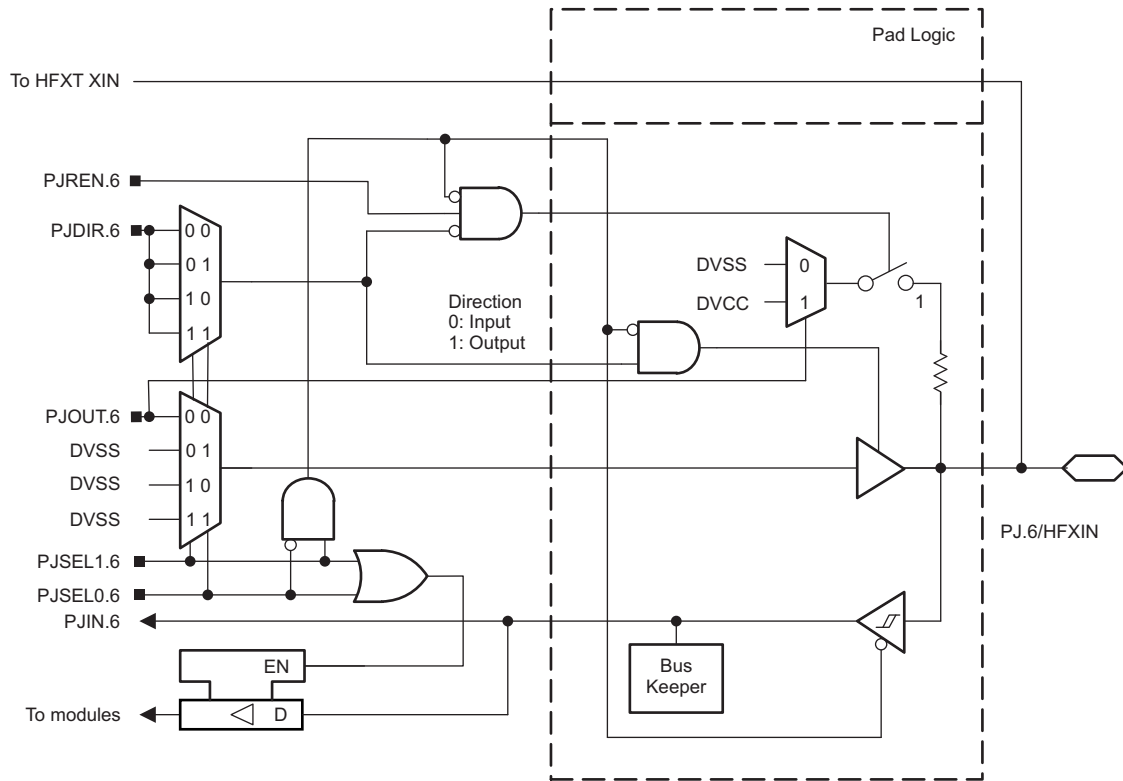 Pad Logic
To HFXT XIN
PJREN.6
PJDIR.6
0 0
0 1
1 0
1 1
Direction
0: Input
1: Output
DVSS
0
DVCC
1
1
PJOUT.6
0 0
DVSS
0 1
DVSS
1 0
DVSS
1 1
PJSEL1.6
PJSEL0.6
PJIN.6
PJ.6/HFXIN
EN
Bus
Keeper
To modules
D